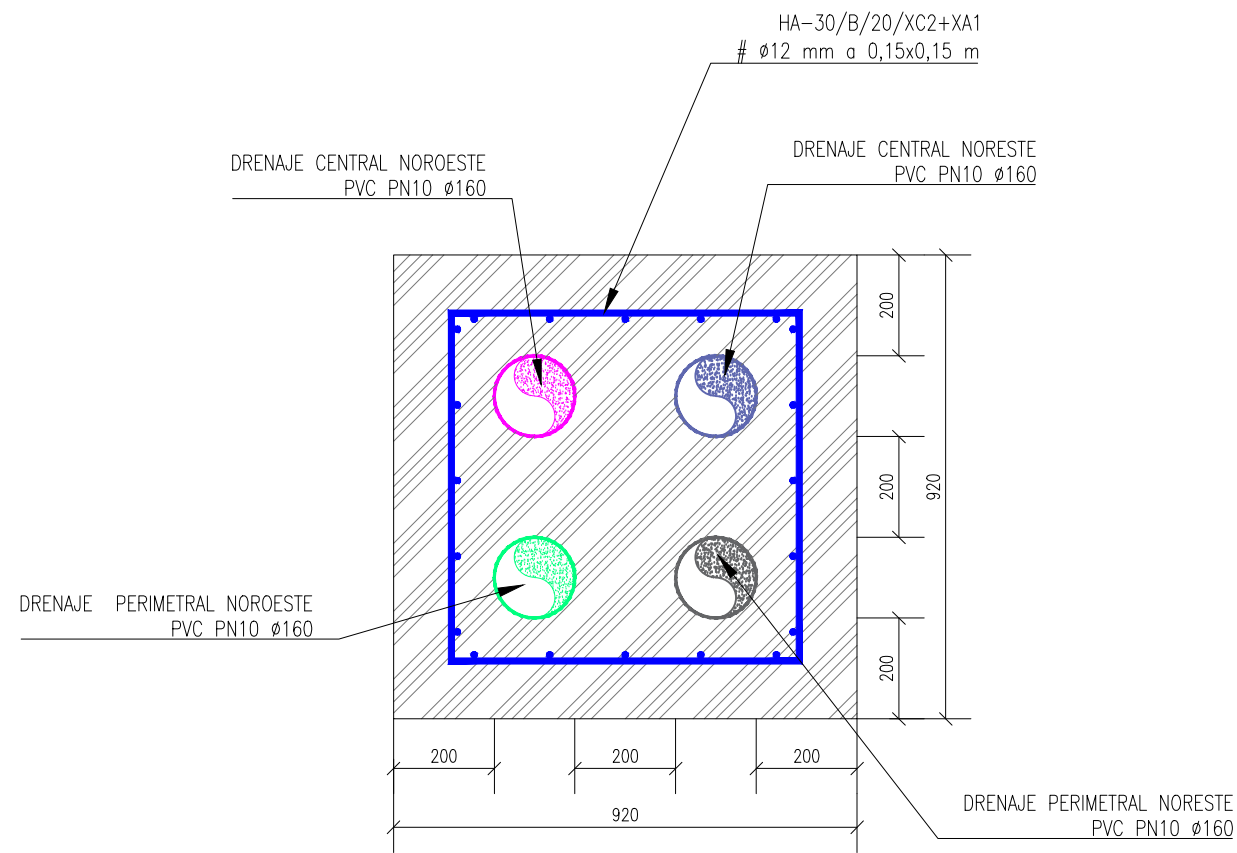 HA-30/B/20/XC2+XA1
# ø12 mm a 0,15x0,15 m
DRENAJE CENTRAL NOROESTE
PVC PN10 ø160
DRENAJE CENTRAL NORESTE
PVC PN10 ø160
200
200
920
200
DRENAJE PERIMETRAL NOROESTE
PVC PN10 ø160
200
200
200
920
DRENAJE PERIMETRAL NORESTE
PVC PN10 ø160